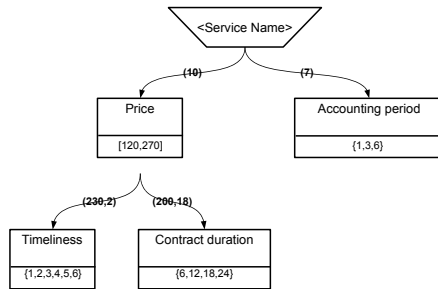 <Service Name>
(10)
(7)
Price
Accounting period
[120,270]
{1,3,6}
(230,2)
(200,18)
Timeliness
Contract duration
{1,2,3,4,5,6}
{6,12,18,24}